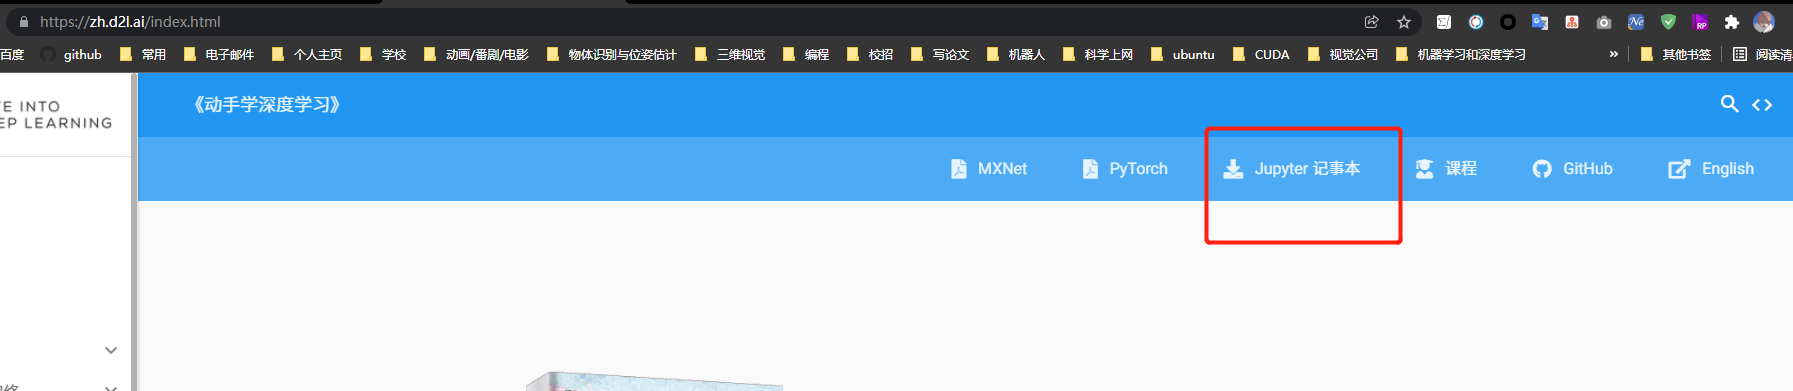 https://zh.d2l.ai/index.html
百度 github 常用 电子邮件 个人主页 学校 动画/番剧/电影 物体识别与位姿估计 三维视觉 编程 校招 写论文 机器人 科学上网 ubuntu CUDA 视觉公司 机器学习和深度学习 » 其他书签 阅读清
VE INTO
EP LEARNING
《动手学深度学习》
MXNet PyTorch Jupyter 记事本 课程 GitHub English